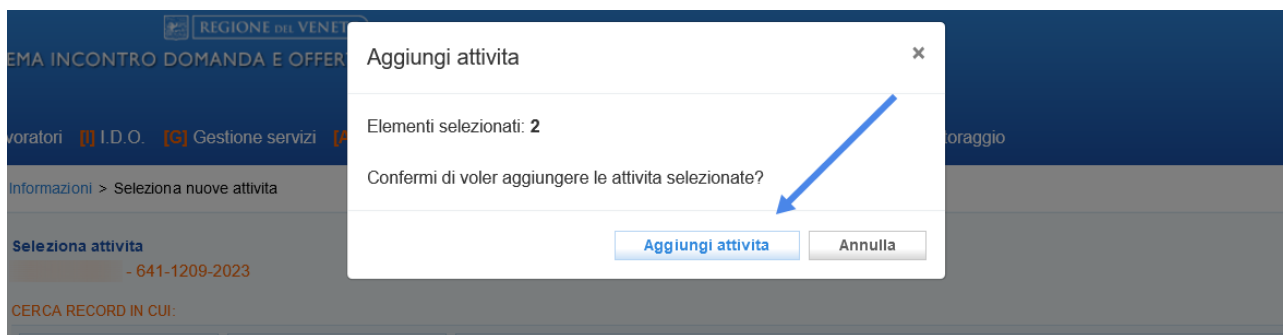 REGIONE DEL VENET
EMA INCONTRO DOMANDA E OFFER
Aggiungi attivita
×
Elementi selezionati: 2
voratori [I] I.D.O. [G] Gestione servizi [A
toraggio
Confermi di voler aggiungere le attivita selezionate?
Informazioni > Seleziona nuove attivita
Aggiungi attivita Annulla
Seleziona attivita
- 641-1209-2023
CERCA RECORD IN CUI: